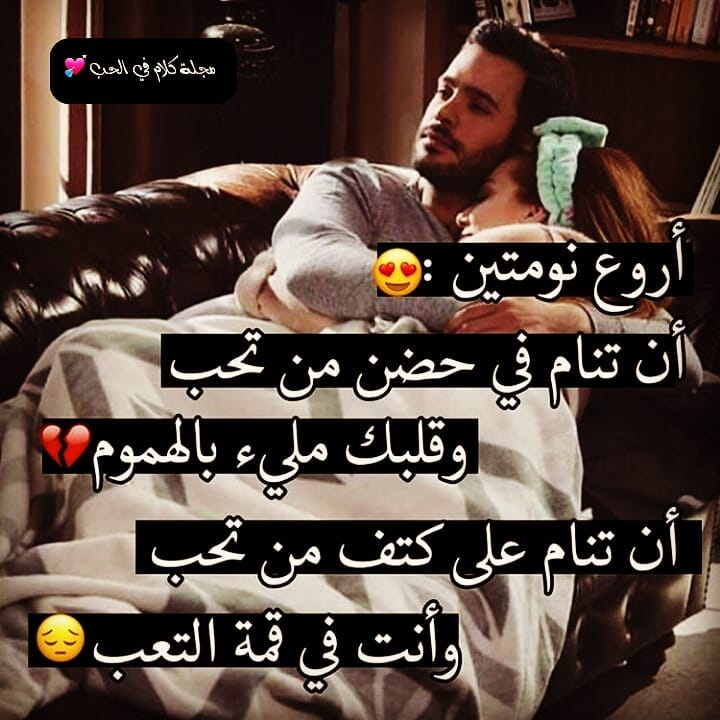 مجلة كلام في الحب 💘
أروع نومتين :😍
أن تنام في حضن من تحب
وقلبك مليء بالهموم💔
أن تنام على كتف من تحب
وأنت في قمة التعب😔